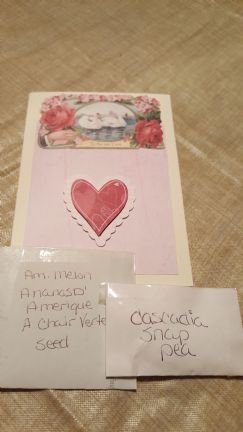 Am. Melon
Ananas D'
Amerique
A Chair Verte
Seed
Cascadia
Snap
pea